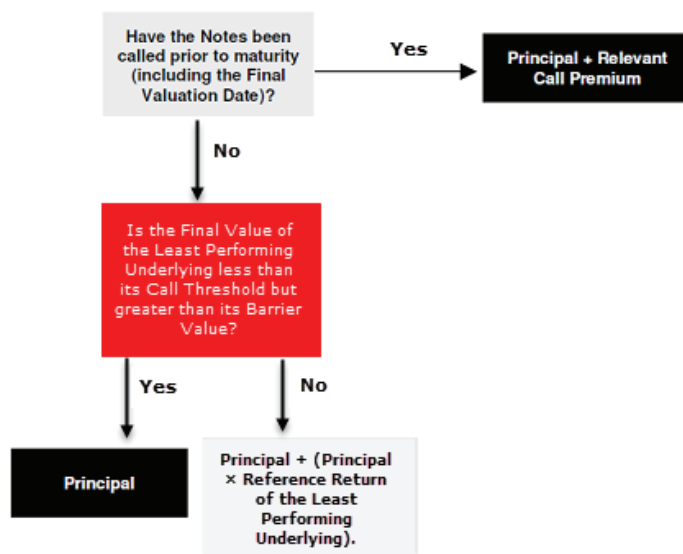 Have the Notes been
called prior to maturity
(including the Final
Valuation Date)?
Yes
Principal + Relevant
Call Premium
No
Is the Final Value of
the Least Performing
Underlying less than
its Call Threshold but
greater than its Barrier
Value?
Yes
No
Principal
Principal + (Principal
× Reference Return
of the Least
Performing
Underlying).